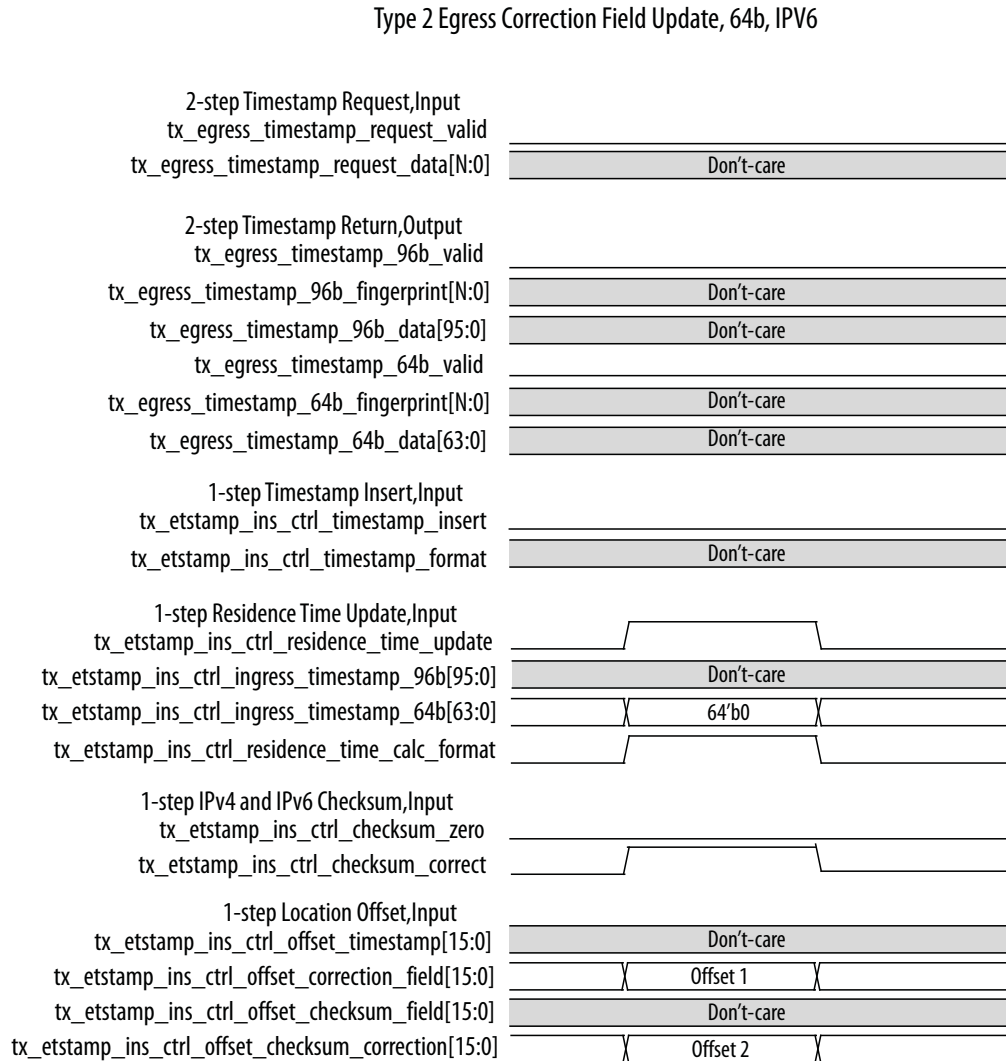 Type 2 Egress Correction Field Update, 64b, IPV6
2-step Timestamp Request,Input
tx_egress_timestamp_request_valid
tx_egress_timestamp_request_data[N:0] Don't-care
2-step Timestamp Return,Output
tx_egress_timestamp_96b_valid
tx_egress_timestamp_96b_fingerprint[N:0] Don't-care
tx_egress_timestamp_96b_data[95:0] Don't-care
tx_egress_timestamp_64b_valid
tx_egress_timestamp_64b_fingerprint[N:0] Don't-care
tx_egress_timestamp_64b_data[63:0] Don't-care
1-step Timestamp Insert,Input
tx_etstamp_ins_ctrl_timestamp_insert
tx_etstamp_ins_ctrl_timestamp_format Don't-care
1-step Residence Time Update,Input
tx_etstamp_ins_ctrl_residence_time_update
tx_etstamp_ins_ctrl_ingress_timestamp_96b[95:0] Don't-care
tx_etstamp_ins_ctrl_ingress_timestamp_64b[63:0] 64'b0
tx_etstamp_ins_ctrl_residence_time_calc_format
1-step IPv4 and IPv6 Checksum,Input
tx_etstamp_ins_ctrl_checksum_zero
tx_etstamp_ins_ctrl_checksum_correct
1-step Location Offset,Input
tx_etstamp_ins_ctrl_offset_timestamp[15:0] Don't-care
tx_etstamp_ins_ctrl_offset_correction_field[15:0] Offset 1
tx_etstamp_ins_ctrl_offset_checksum_field[15:0] Don't-care
tx_etstamp_ins_ctrl_offset_checksum_correction[15:0] Offset 2